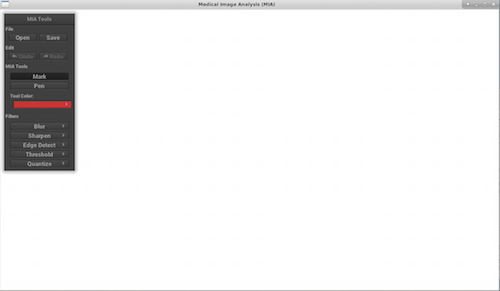 Medical Image Analysis (MIA)
MIA Tools
File
Open Save
Edit
Undo Redo
MIA Tools
Mark
Pen
Tool Color:
Filters
Blur
Sharpen
Edge Detect
Threshold
Quantize